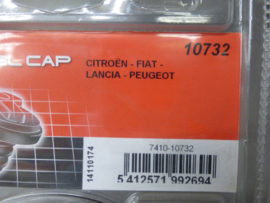 10732
CAP
CITROËN - FIAT -
LANCIA - PEUGEOT
7410-10732
14110174
5 412571 992694